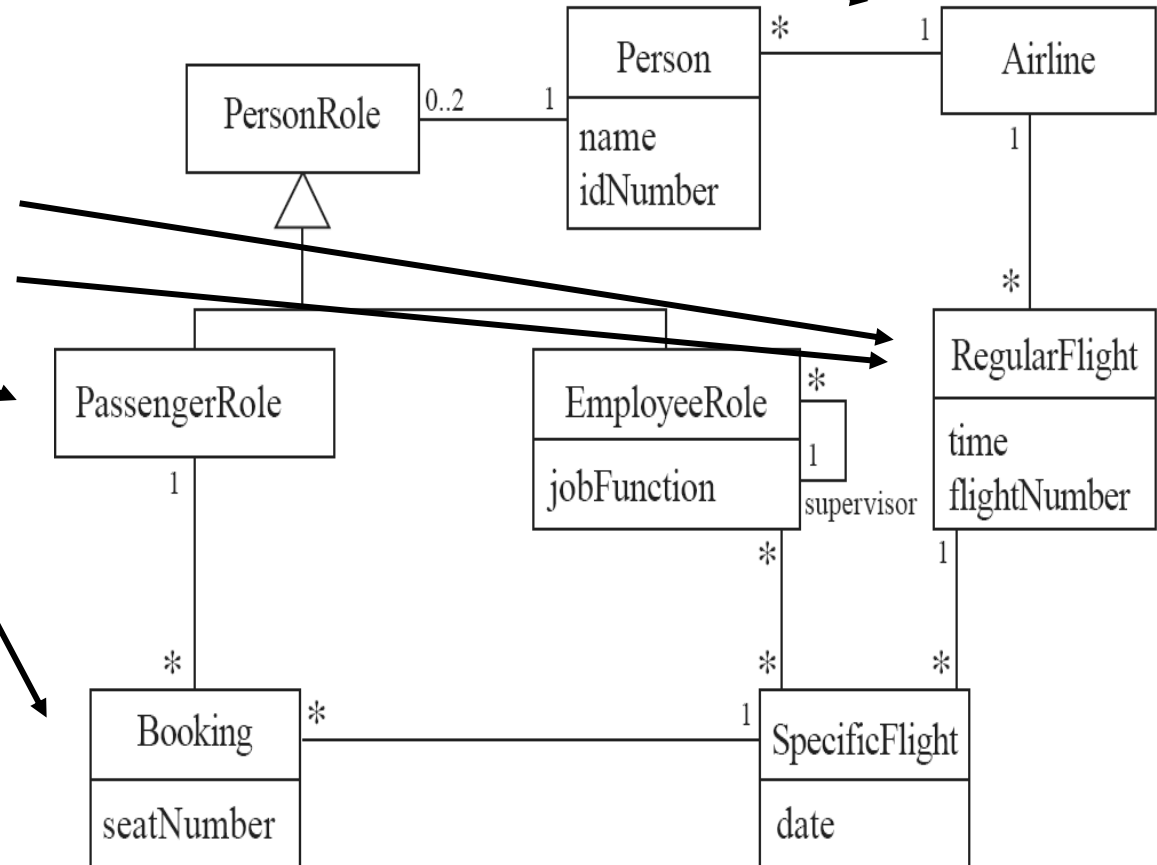 * 1
Person
Airline
PersonRole
0..2 1
1
name
idNumber
*
RegularFlight
PassengerRole
EmployeeRole
*
time
1
1
jobFunction
flightNumber
supervisor
*
1
*
*
*
Booking
*
1
SpecificFlight
seatNumber
date